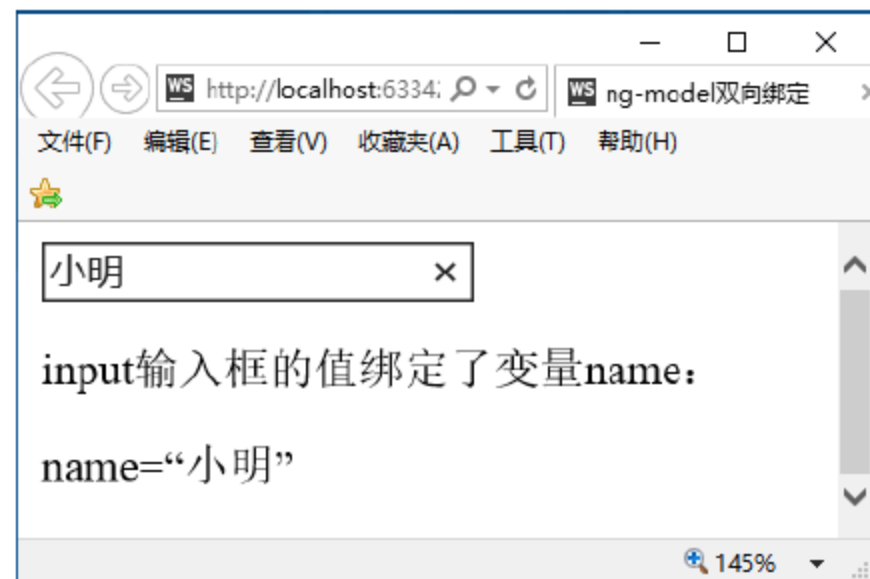 WS http://localhost:6334 WS ng-model双向绑定
文件(F) 编辑(E) 查看(V) 收藏夹(A) 工具(T) 帮助(H)
小明
input输入框的值绑定了变量name：
name=“小明”
145%